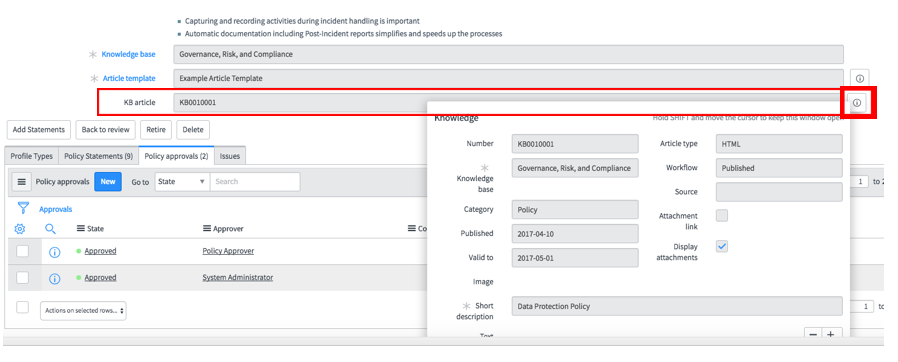 Capturing and recording activities during incident handling is important
Automatic documentation including Post-Incident reports simplifies and speeds up the processes
Knowledge base Governance, Risk, and Compliance
Article template Example Article Template
KB article KB0010001
Knowledge Hold SHIFT and move the cursor to keep this window open
Add Statements Back to review Retire Delete
Number KB0010001 Article type HTML
Profile Types Policy Statements (9) Policy approvals (2) Issues
Knowledge base Governance, Risk, and Compliance Workflow Published
Policy approvals New Go to State Search 1 to 2
Source
Category Policy Attachment link
Approvals
State Approver Co
Published 2017-04-10
Approved Policy Approver
Display attachments
Valid to 2017-05-01
Approved System Administrator
Image
Short description Data Protection Policy
Actions on selected rows... 1 to
Text